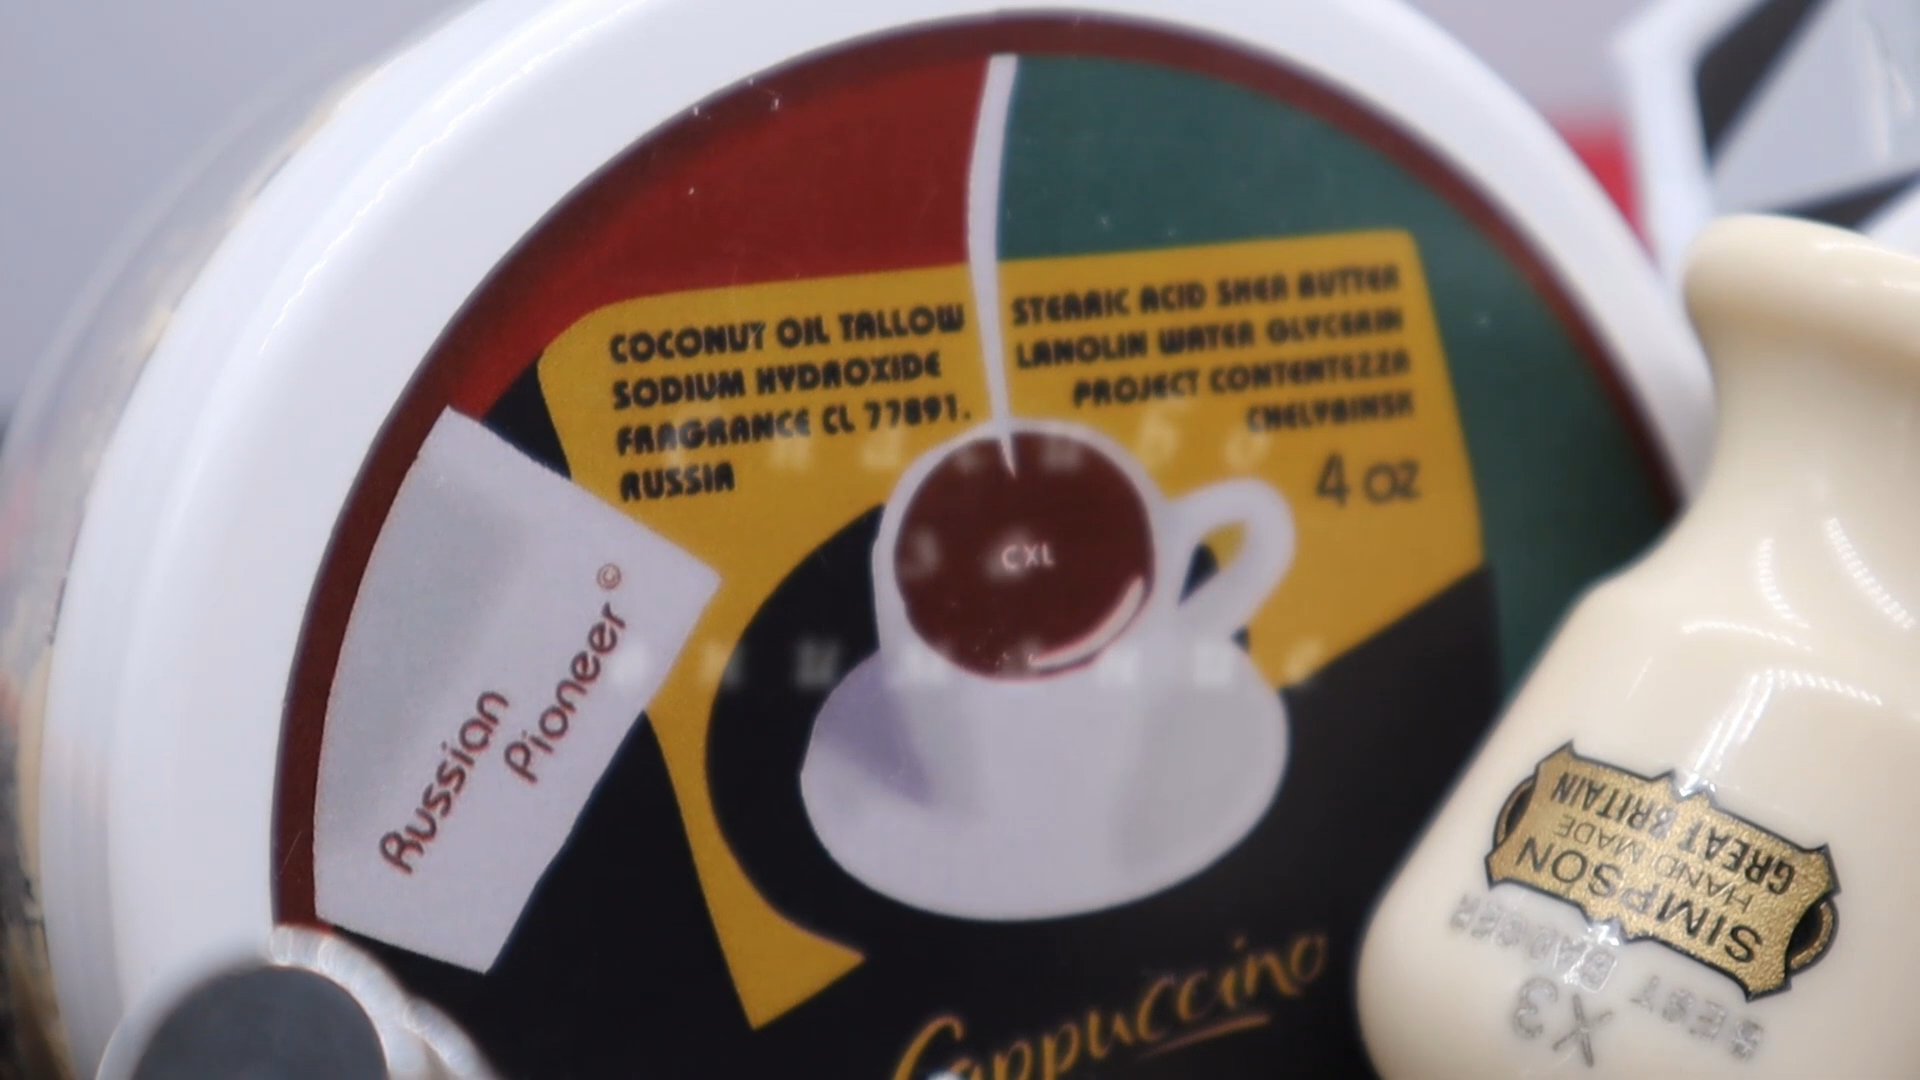 COCONUT OIL TALLOW
SODIUM HYDROXIDE
FRAGRANCE CL 77891.
RUSSIA
STEARIC ACID SHEA BUTTER
LANOLIN WATER GLYCERIN
PROJECT CONTENTEZZA
CHELYBINSK
4 oz
CXL
Russian
Pioneer ©
Cappuccino
SIMPSON
HAND MADE
GREAT BRITAIN
BEST BADGER
X3